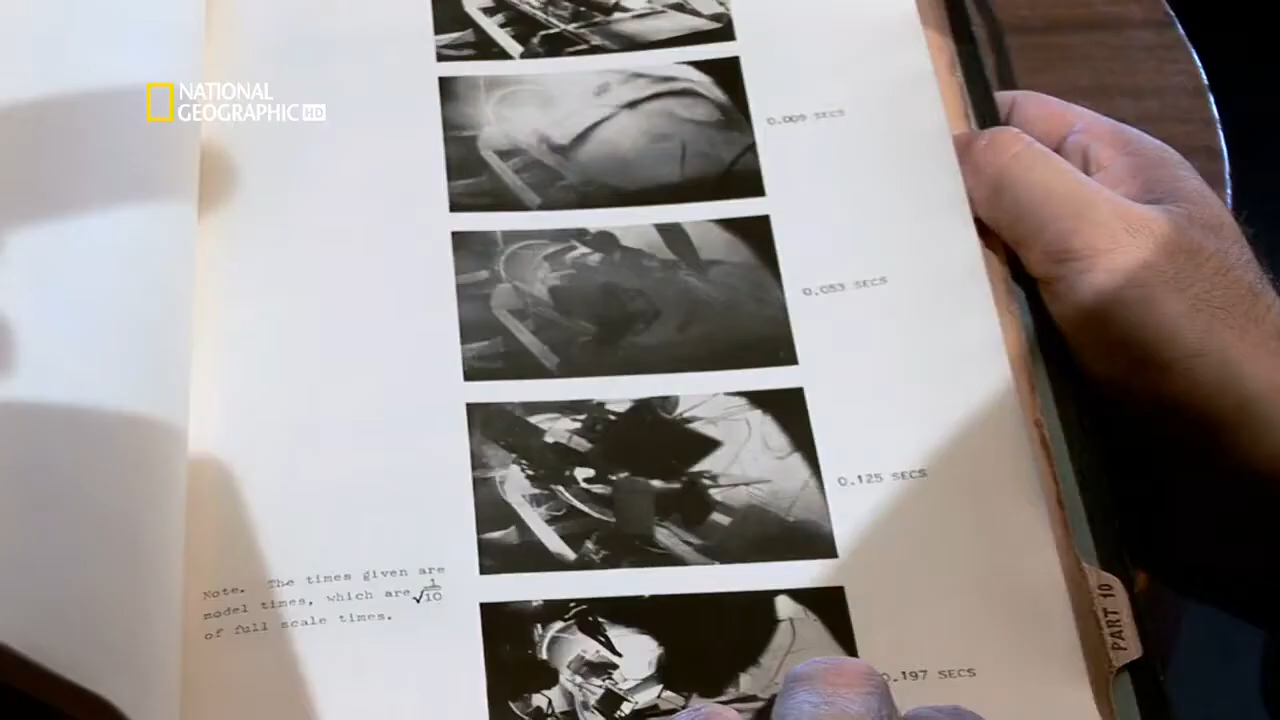 NATIONAL
GEOGRAPHIC HD
0.009 SECS
0.053 SECS
0.125 SECS
Note. The times given are
model times, which are 1/√10
of full scale times.
0.197 SECS
PART 10